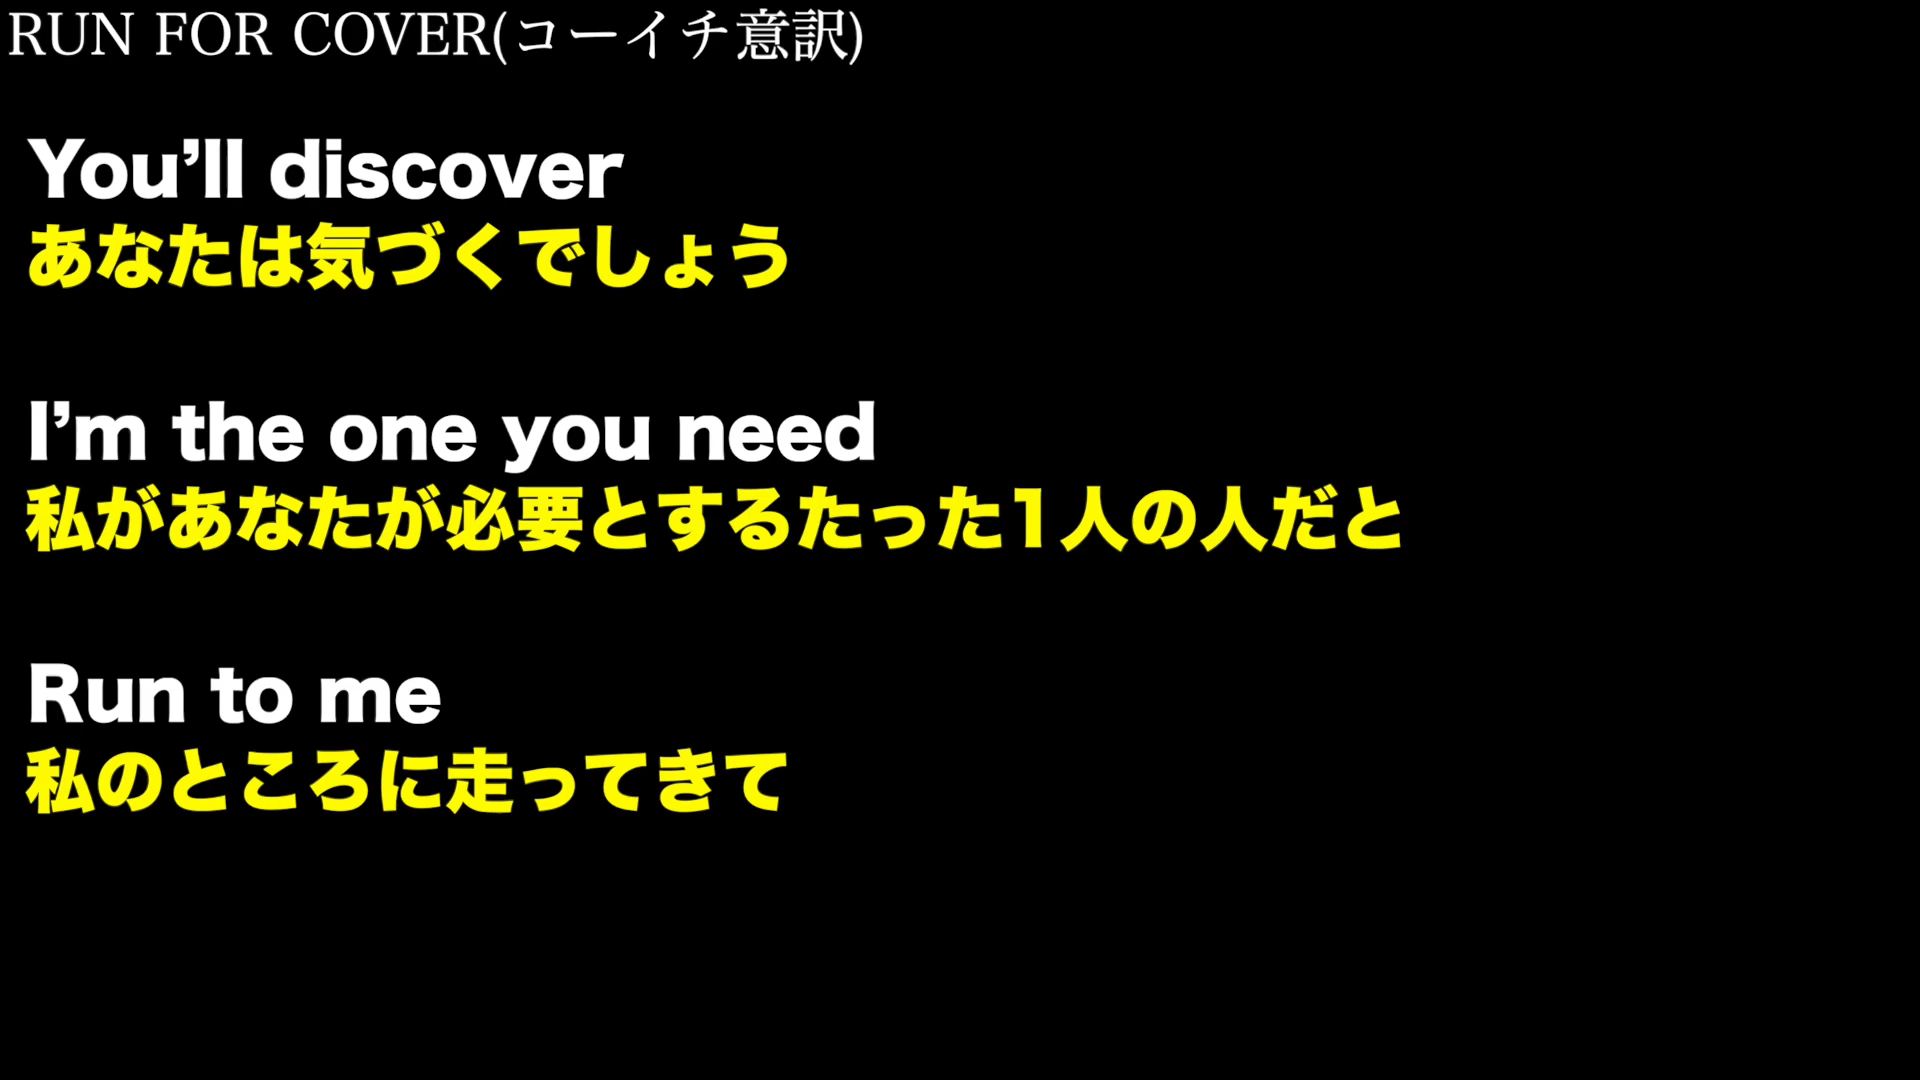 RUN FOR COVER(コーイチ意訳)
You’ll discover
あなたは気づくでしょう
I’m the one you need
私があなたが必要とするたった1人の人だと
Run to me
私のところに走ってきて